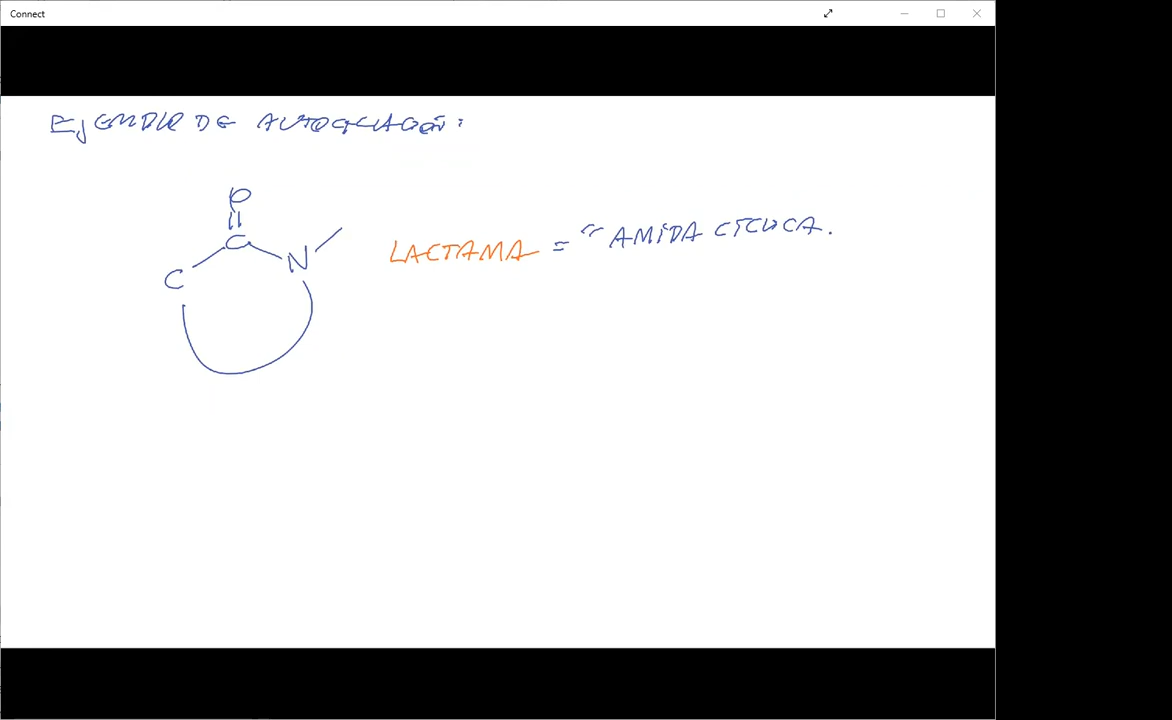 Connect
EJEMPLO DE AUTOCICLACIÓN:
O
C
N
C
LACTAMA = " AMIDA CÍCLICA.